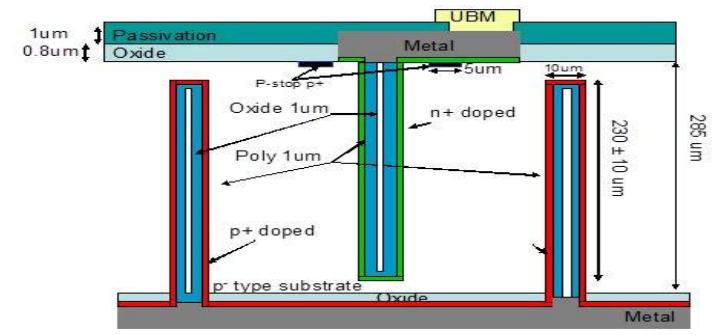 UBM
1um
Passivation
Metal
0.8um
Oxide
P-stop p+
5um
10um
Oxide 1um
n+ doped
Poly 1um
230 ± 10 um
285 um
p+ doped
p- type substrate
Oxide
Metal